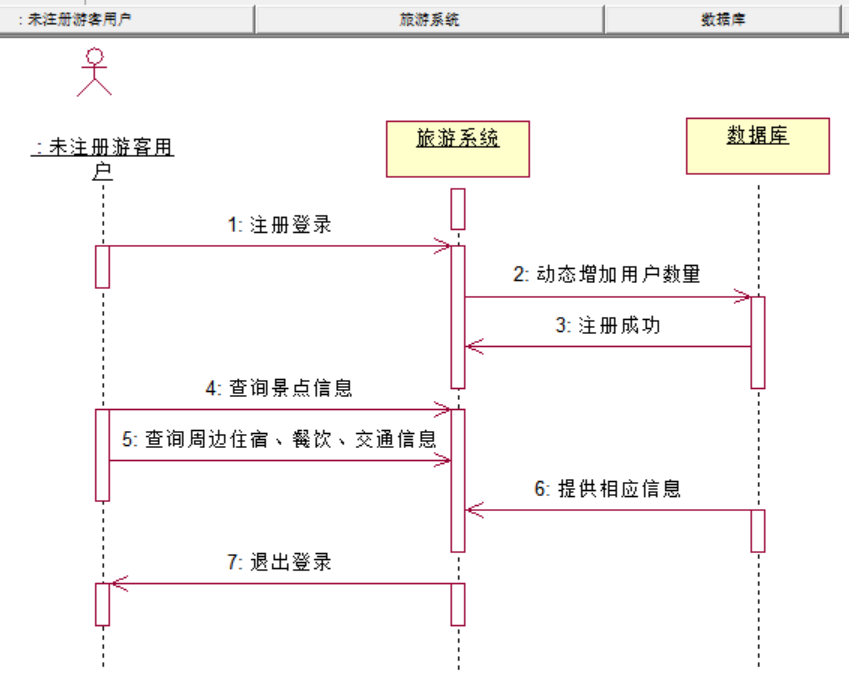 : 未注册游客用户
旅游系统
数据库
: 未注册游客用
户
旅游系统
数据库
1: 注册登录
2: 动态增加用户数量
3: 注册成功
4: 查询景点信息
5: 查询周边住宿、餐饮、交通信息
6: 提供相应信息
7: 退出登录